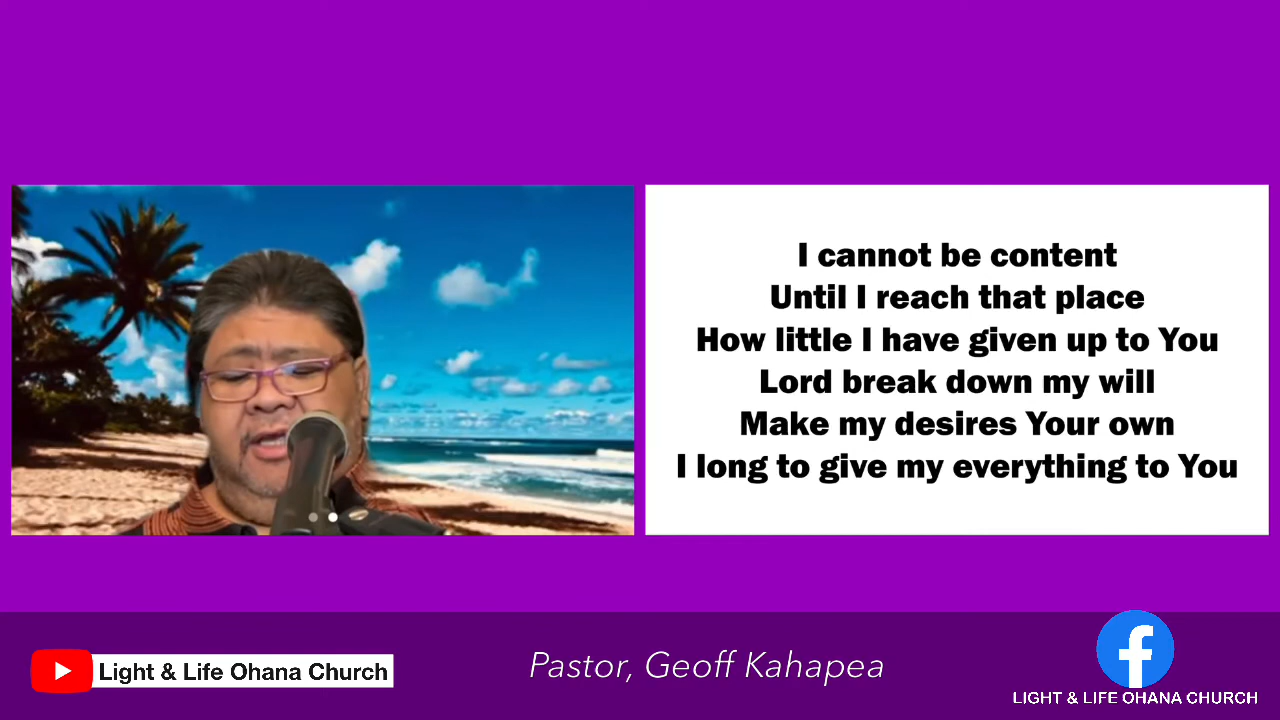 I cannot be content
Until I reach that place
How little I have given up to You
Lord break down my will
Make my desires Your own
I long to give my everything to You
Light & Life Ohana Church
Pastor, Geoff Kahapea
LIGHT & LIFE OHANA CHURCH